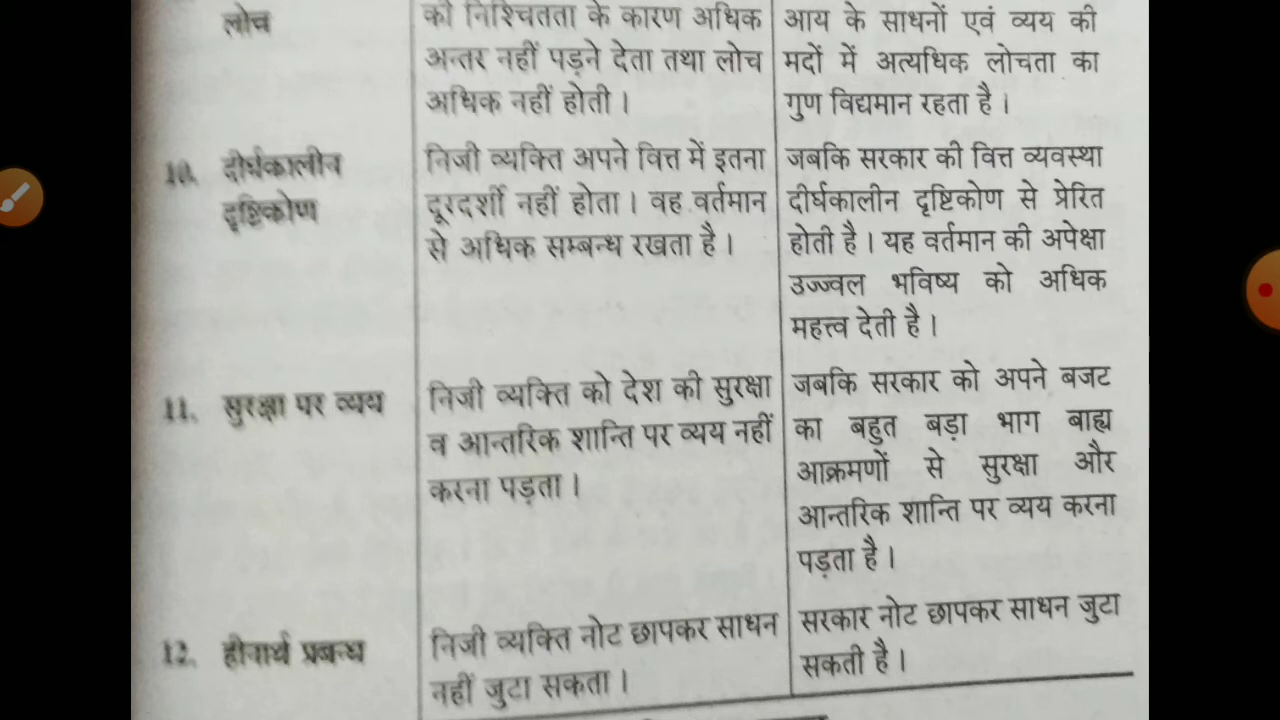 लोच
की निश्चितता के कारण अधिक
अन्तर नहीं पड़ने देता तथा लोच
अधिक नहीं होती ।
आय के साधनों एवं व्यय की
मदों में अत्यधिक लोचता का
गुण विद्यमान रहता है ।
10. दीर्घकालीन
दृष्टिकोण
निजी व्यक्ति अपने वित्त में इतना
दूरदर्शी नहीं होता । वह वर्तमान
से अधिक सम्बन्ध रखता है ।
जबकि सरकार की वित्त व्यवस्था
दीर्घकालीन दृष्टिकोण से प्रेरित
होती है । यह वर्तमान की अपेक्षा
उज्ज्वल भविष्य को अधिक
महत्त्व देती है ।
11. सुरक्षा पर व्यय
निजी व्यक्ति को देश की सुरक्षा
व आन्तरिक शान्ति पर व्यय नहीं
करना पड़ता ।
जबकि सरकार को अपने बजट
का बहुत बड़ा भाग बाह्य
आक्रमणों से सुरक्षा और
आन्तरिक शान्ति पर व्यय करना
पड़ता है ।
12. हीनार्थ प्रबन्ध
निजी व्यक्ति नोट छापकर साधन
नहीं जुटा सकता ।
सरकार नोट छापकर साधन जुटा
सकती है ।